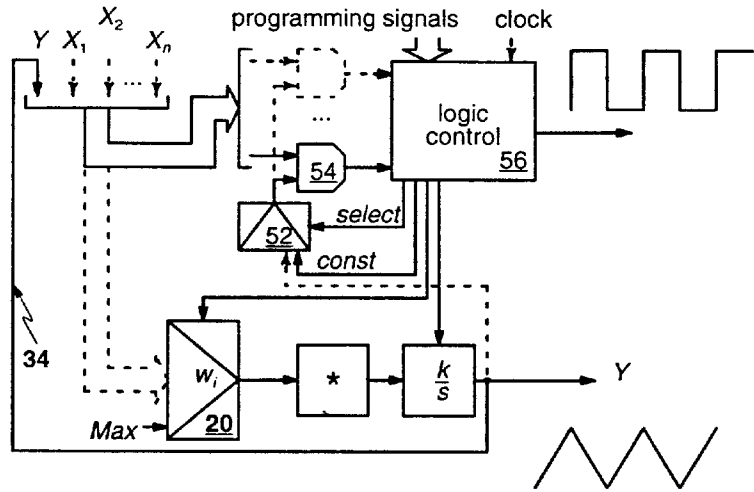 programming signals clock
Y X1 X2 ... Xn
...
logic
control
56
54
52
select
const
34
wi
20
*
k
s
Y
Max